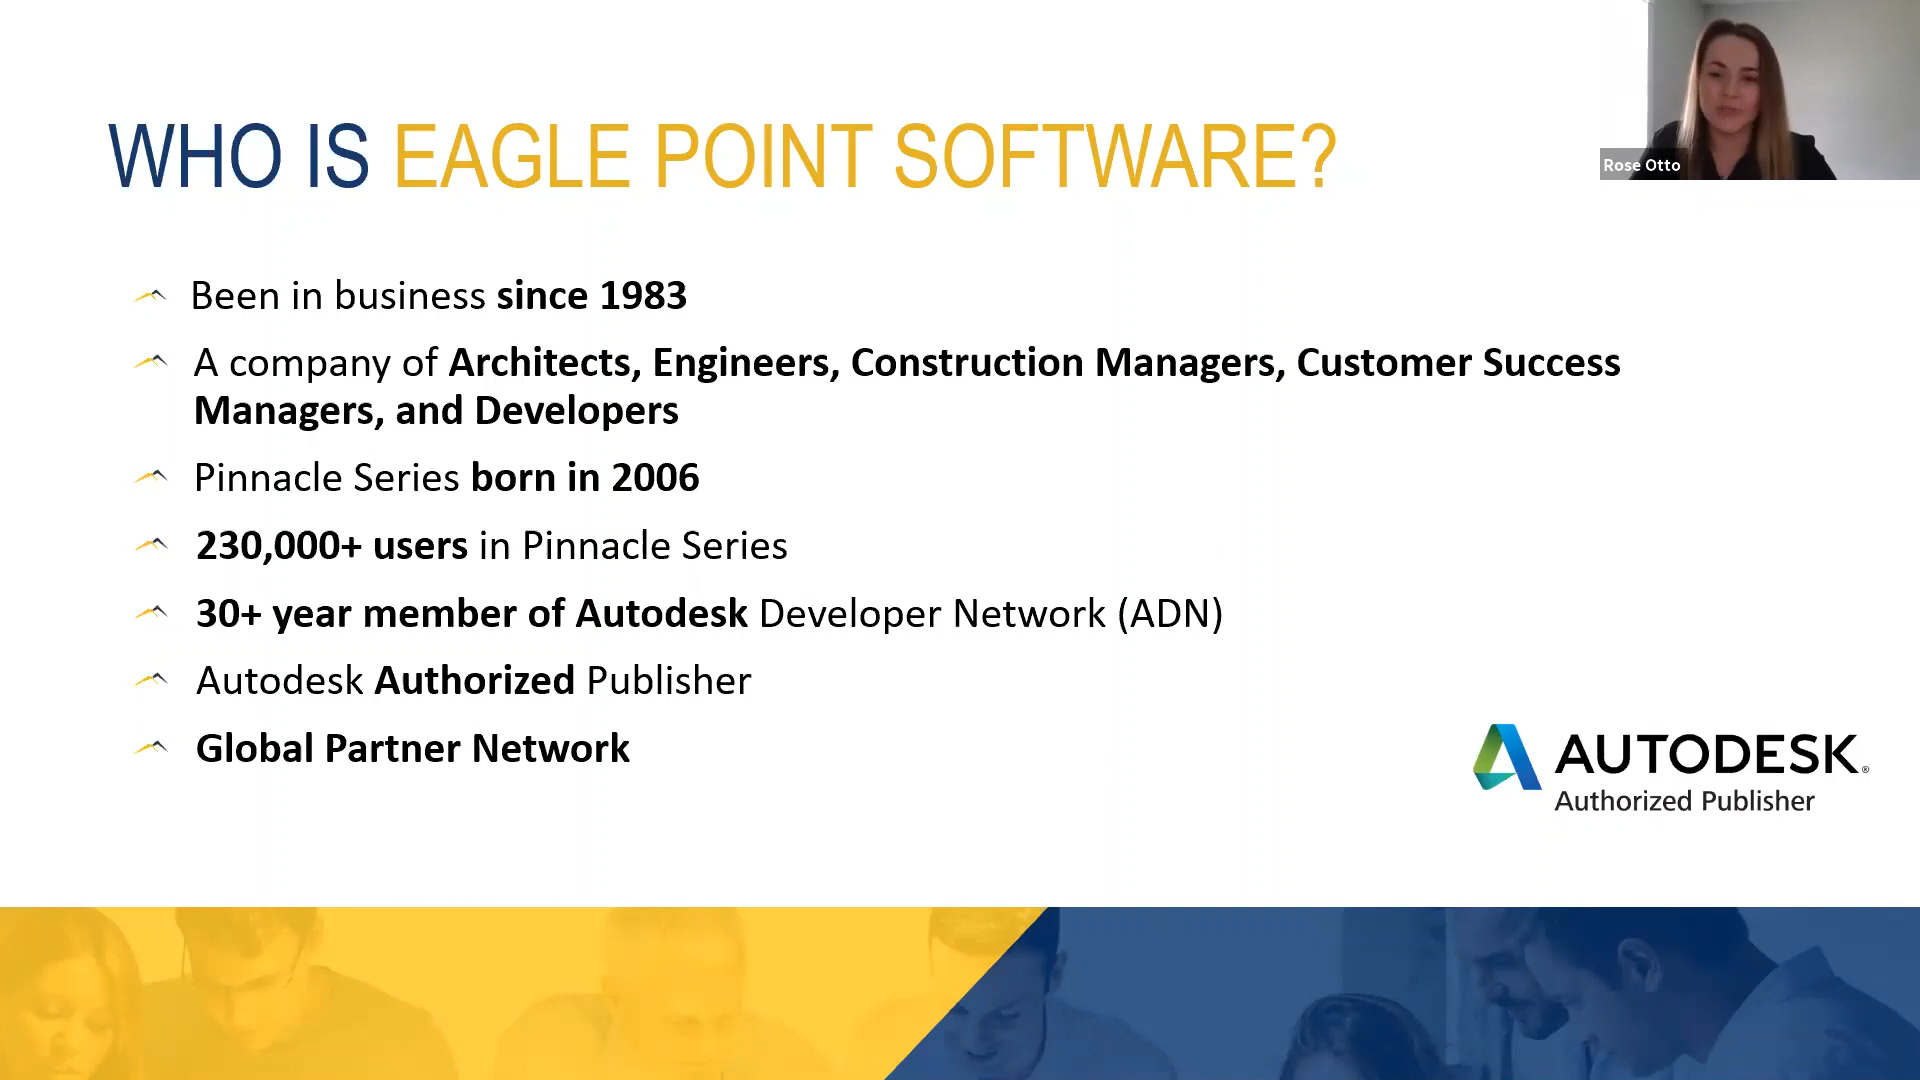 WHO IS EAGLE POINT SOFTWARE?
Rose Otto
Been in business since 1983
A company of Architects, Engineers, Construction Managers, Customer Success
Managers, and Developers
Pinnacle Series born in 2006
230,000+ users in Pinnacle Series
30+ year member of Autodesk Developer Network (ADN)
Autodesk Authorized Publisher
Global Partner Network
AUTODESK®
Authorized Publisher